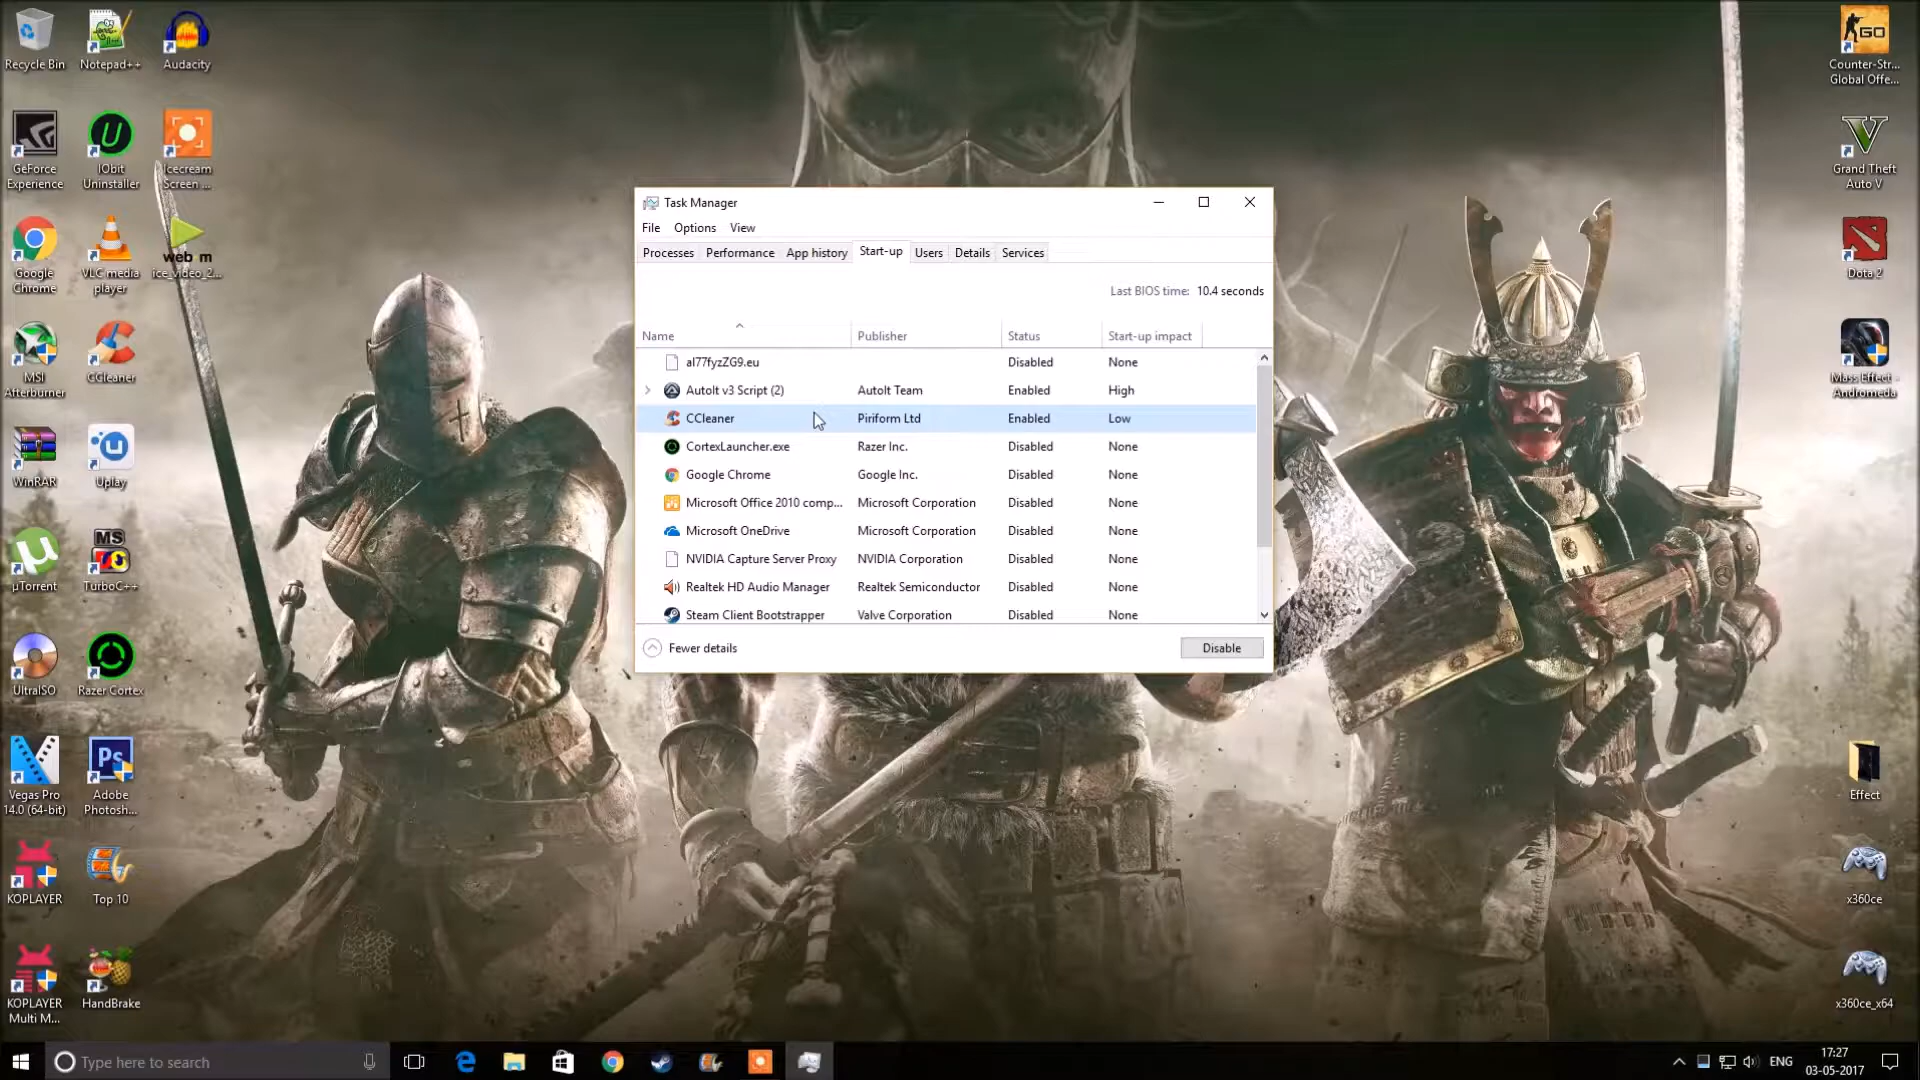 Recycle Bin
Notepad++
Audacity
GeForce
Experience
IObit
Uninstaller
Icecream
Screen ...
Google
Chrome
VLC media
player
web m
ice_video_2...
MSI
Afterburner
CCleaner
WinRAR
Uplay
µTorrent
MS
TurboC++
UltraISO
Razer Cortex
Vegas Pro
14.0 (64-bit)
Ps
Adobe
Photosh...
KOPLAYER
Top 10
KOPLAYER
Multi M...
HandBrake
Task Manager
File Options View
Processes Performance App history Start-up Users Details Services
Last BIOS time: 10.4 seconds
Name Publisher Status Start-up impact
Disabled None
AutoIt v3 Script (2) AutoIt Team Enabled High
CCleaner Piriform Ltd Enabled Low
CortexLauncher.exe Razer Inc. Disabled None
Google Chrome Google Inc. Disabled None
Microsoft Office 2010 comp... Microsoft Corporation Disabled None
Microsoft OneDrive Microsoft Corporation Disabled None
NVIDIA Capture Server Proxy NVIDIA Corporation Disabled None
Realtek HD Audio Manager Realtek Semiconductor Disabled None
Steam Client Bootstrapper Valve Corporation Disabled None
Fewer details Disable
GO
Counter-Str...
Global Offe...
V
Grand Theft
Auto V
Dota 2
Mass Effect -
Andromeda
Effect
x360ce
x360ce_x64
Type here to search
ENG
17:27
03-05-2017